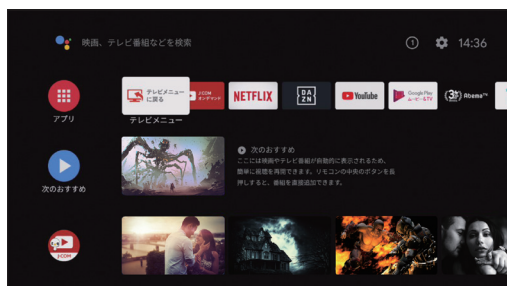 映画、テレビ番組などを検索
1
14:36
テレビメニュー
に戻る
J:COM
オンデマンド
NETFLIX
DA
ZN
YouTube
Google Play
ムービー&TV
Abema
アプリ
テレビメニュー
次のおすすめ
ここには映画やテレビ番組が自動的に表示されるため、
簡単に視聴を再開できます。リモコンの中央のボタンを長
押しすると、番組を直接追加できます。
次のおすすめ
J:COM